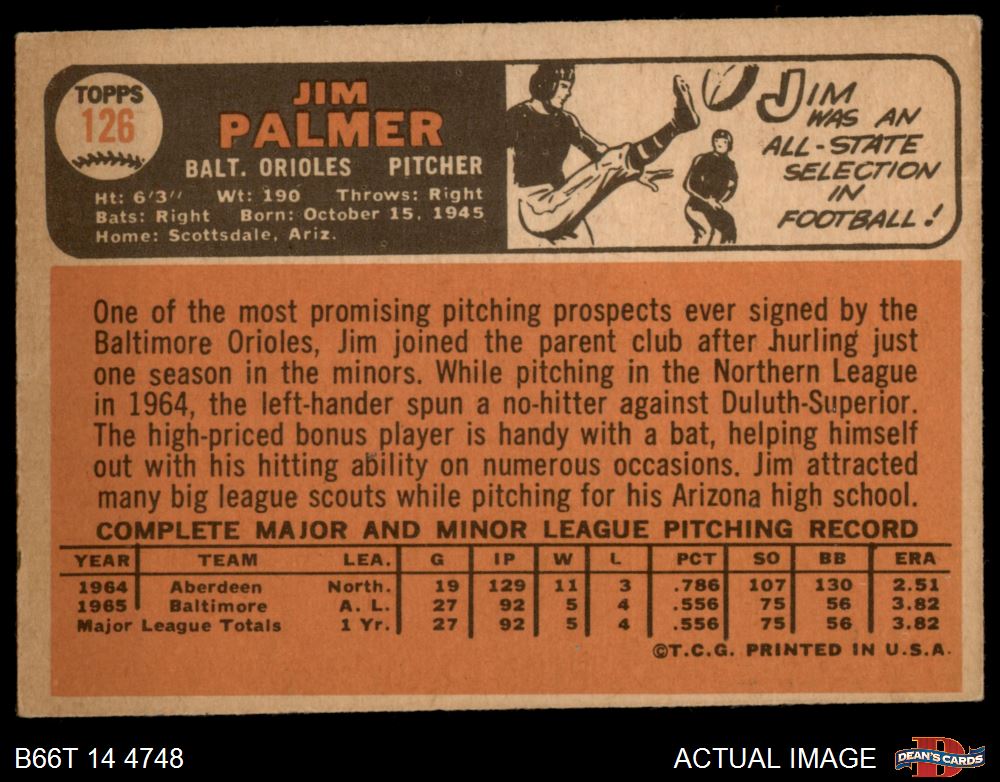 TOPPS
126
JIM
PALMER
BALT. ORIOLES PITCHER
Ht: 6'3" Wt: 190 Throws: Right
Bats: Right Born: October 15, 1945
Home: Scottsdale, Ariz.
JIM
WAS AN
ALL-STATE
SELECTION
IN
FOOTBALL!
One of the most promising pitching prospects ever signed by the
Baltimore Orioles, Jim joined the parent club after hurling just
one season in the minors. While pitching in the Northern League
in 1964, the left-hander spun a no-hitter against Duluth-Superior.
The high-priced bonus player is handy with a bat, helping himself
out with his hitting ability on numerous occasions. Jim attracted
many big league scouts while pitching for his Arizona high school.
COMPLETE MAJOR AND MINOR LEAGUE PITCHING RECORD
YEAR TEAM LEA. G IP W L PCT SO BB ERA
1964 Aberdeen North. 19 129 11 3 .786 107 130 2.51
1965 Baltimore A. L. 27 92 5 4 .556 75 56 3.82
Major League Totals 1 Yr. 27 92 5 4 .556 75 56 3.82
©T.C.G. PRINTED IN U.S.A.
B66T 14 4748
ACTUAL IMAGE
D
DEAN'S CARDS